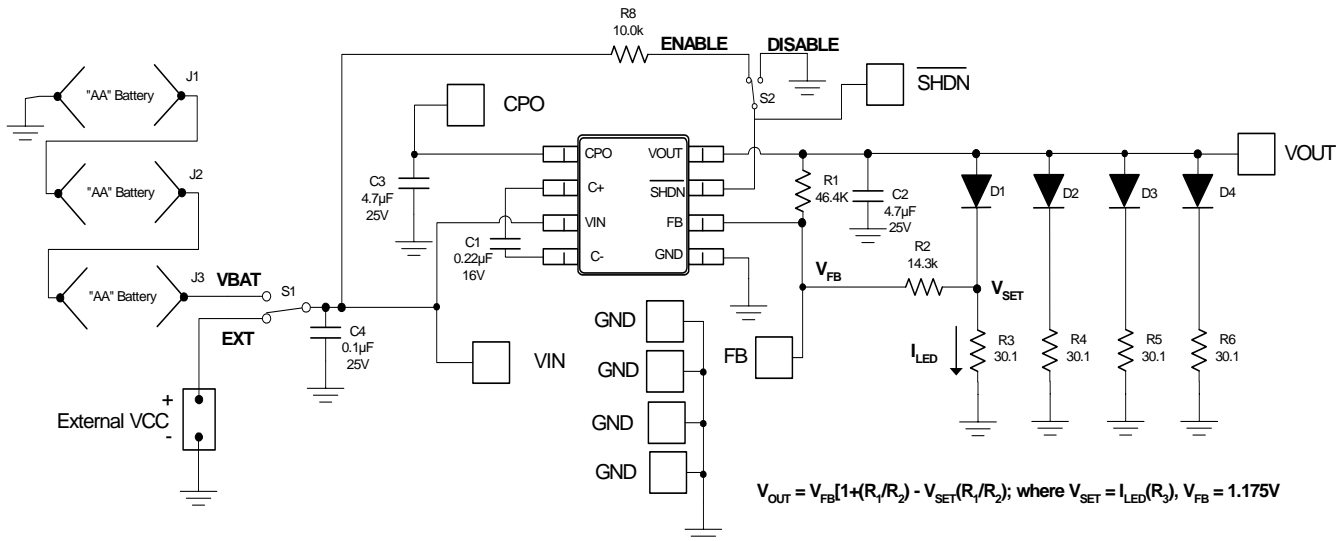 R8
10.0k
ENABLE
DISABLE
S2
SHDN
J1
"AA" Battery
J2
"AA" Battery
J3
"AA" Battery
VBAT
S1
EXT
C4
0.1µF
25V
External VCC
+
-
CPO
C3
4.7µF
25V
C1
0.22µF
16V
VIN
CPO
C+
VIN
C-
VOUT
SHDN
FB
GND
R1
46.4K
C2
4.7µF
25V
VFB
R2
14.3k
VSET
FB
GND
GND
GND
GND
D1
D2
D3
D4
VOUT
ILED
R3
30.1
R4
30.1
R5
30.1
R6
30.1
VOUT = VFB[1+(R1/R2) - VSET(R1/R2); where VSET = ILED(R3), VFB = 1.175V